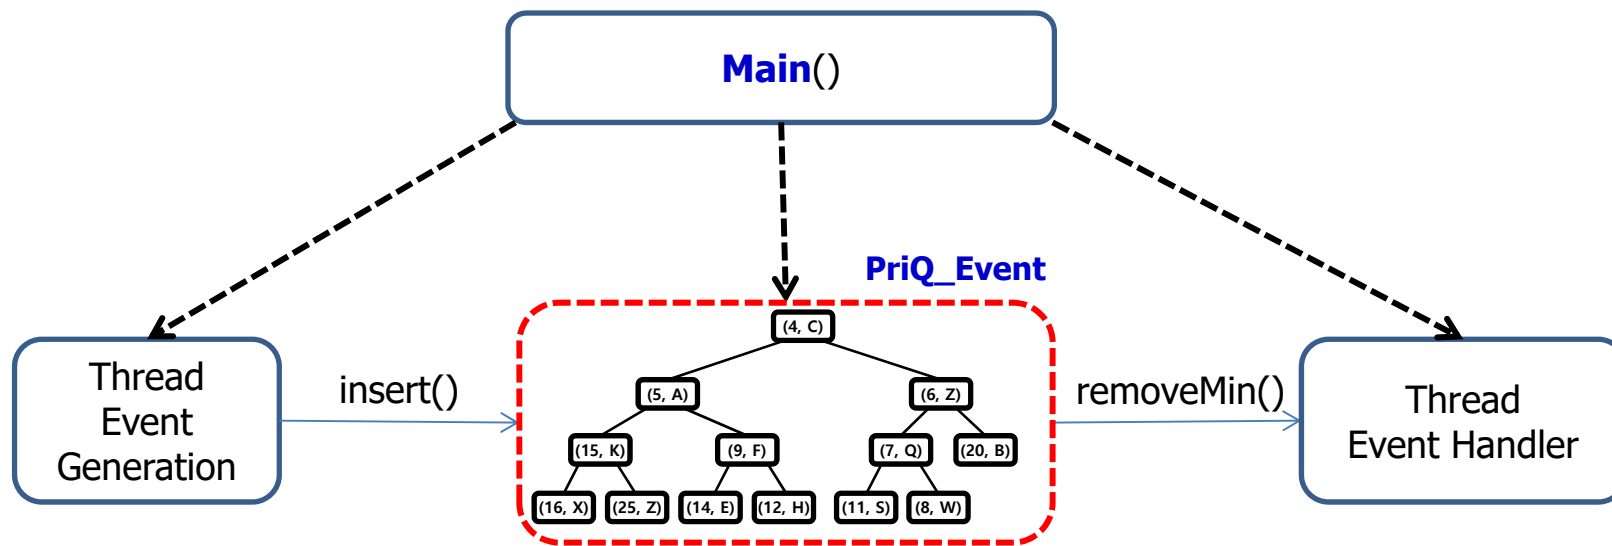 Main()
PriQ_Event
(4, C)
Thread
Event
Generation
insert()
(5, A)
(6, Z)
removeMin()
Thread
Event Handler
(15, K)
(9, F)
(7, Q)
(20, B)
(16, X)
(25, Z)
(14, E)
(12, H)
(11, S)
(8, W)